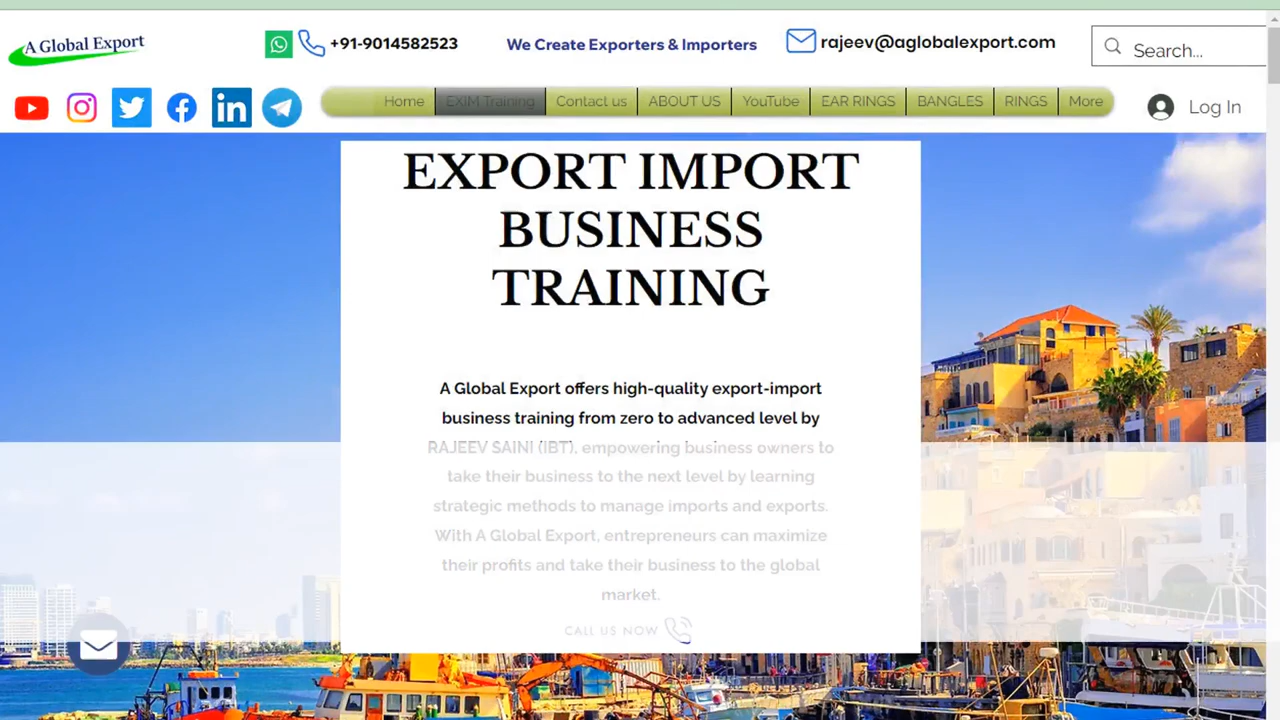 A Global Export
+91-9014582523
We Create Exporters & Importers
rajeev@aglobalexport.com
Search...
in
Home
EXIM Training
Contact us
ABOUT US
YouTube
EAR RINGS
BANGLES
RINGS
More
Log In
EXPORT IMPORT
BUSINESS
TRAINING
A Global Export offers high-quality export-import
business training from zero to advanced level by
RAJEEV SAINI (IBT), empowering business owners to
take their business to the next level by learning
strategic methods to manage imports and exports.
With A Global Export, entrepreneurs can maximize
their profits and take their business to the global
market.
CALL US NOW